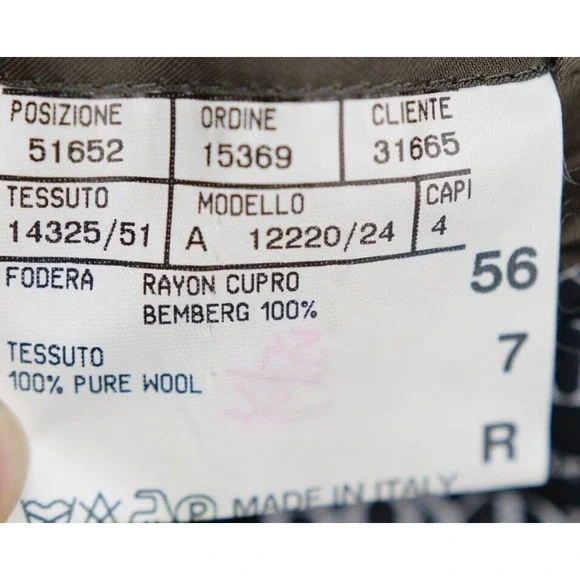 POSIZIONE ORDINE CLIENTE
51652 15369 31665
TESSUTO MODELLO CAPI
14325/51 A 12220/24 4
FODERA RAYON CUPRO 56
BEMBERG 100%
TESSUTO 7
100% PURE WOOL
R
P MADE IN ITALY